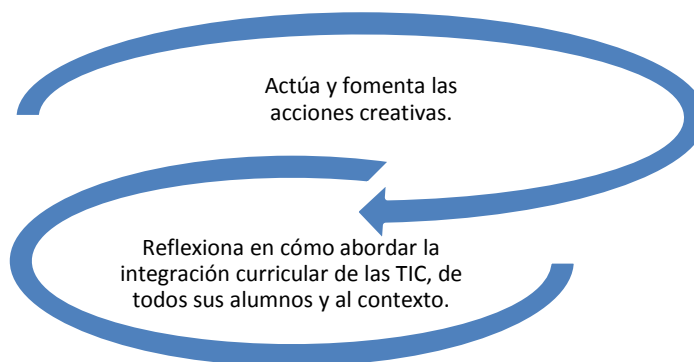 Actúa y fomenta las
acciones creativas.
Reflexiona en cómo abordar la
integración curricular de las TIC, de
todos sus alumnos y al contexto.